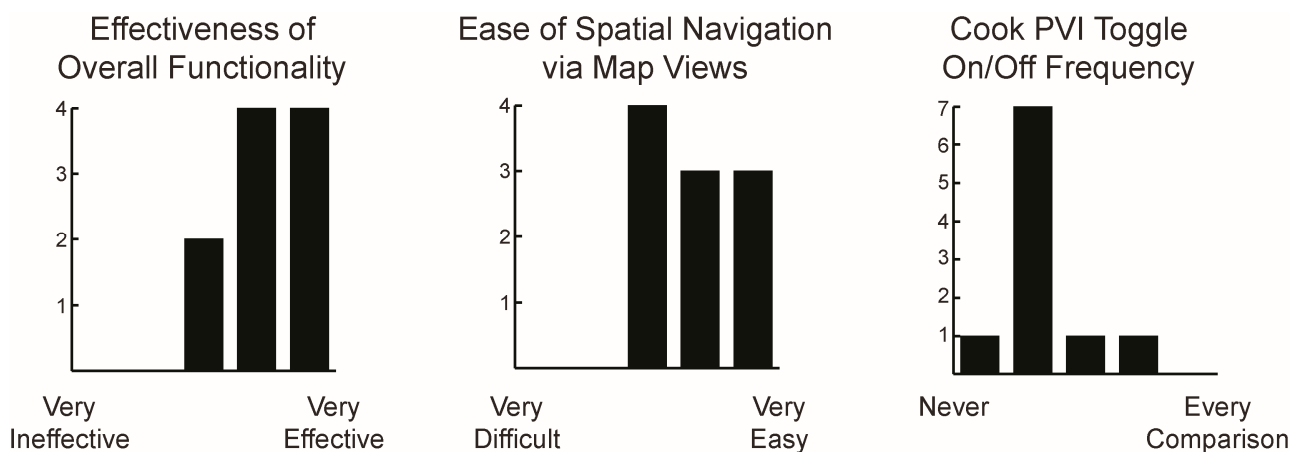 Effectiveness of
Overall Functionality
4
3
2
1
Very
Ineffective
Very
Effective
Ease of Spatial Navigation
via Map Views
4
3
2
1
Very
Difficult
Very
Easy
Cook PVI Toggle
On/Off Frequency
7
6
5
4
3
2
1
Never
Every
Comparison